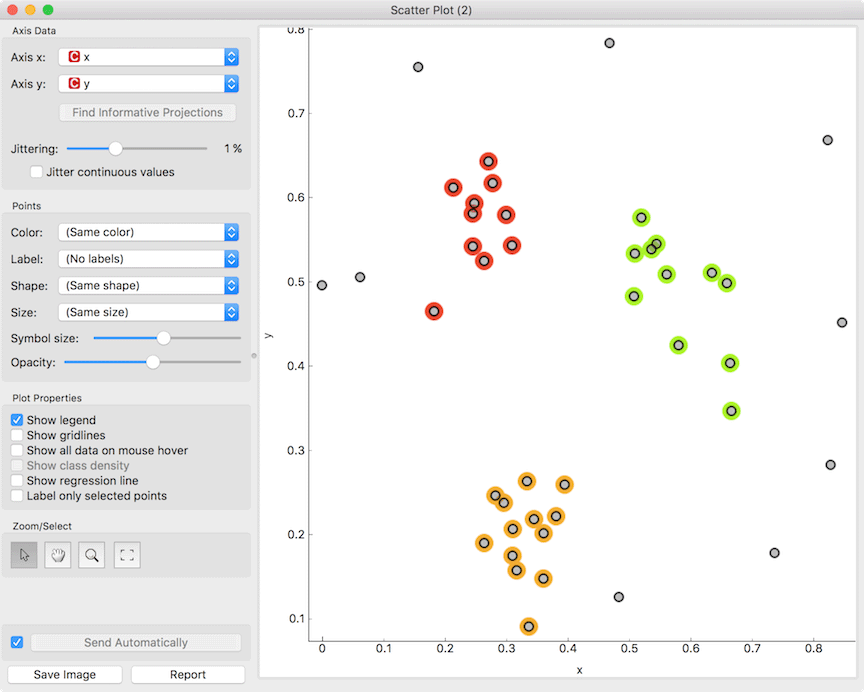 Scatter Plot (2)
Axis Data
Axis x: C x
Axis y: C y
Find Informative Projections
Jittering: 1 %
Jitter continuous values
Points
Color: (Same color)
Label: (No labels)
Shape: (Same shape)
Size: (Same size)
Symbol size:
Opacity:
Plot Properties
Show legend
Show gridlines
Show all data on mouse hover
Show class density
Show regression line
Label only selected points
Zoom/Select
Send Automatically
Save Image Report
0.8
0.7
0.6
0.5
0.4
0.3
0.2
0.1
y
0 0.1 0.2 0.3 0.4 0.5 0.6 0.7 0.8
x